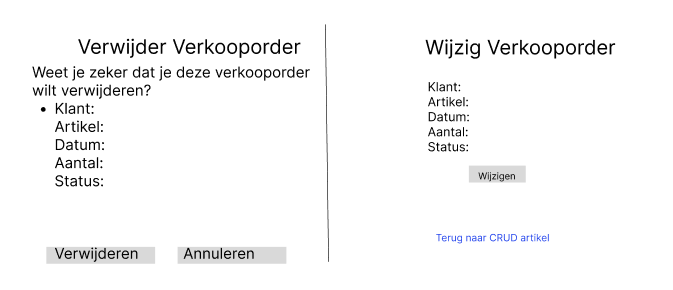 Verwijder Verkooporder
Weet je zeker dat je deze verkooporder
wilt verwijderen?
• Klant:
Artikel:
Datum:
Aantal:
Status:
Verwijderen
Annuleren
Wijzig Verkooporder
Klant:
Artikel:
Datum:
Aantal:
Status:
Wijzigen
Terug naar CRUD artikel